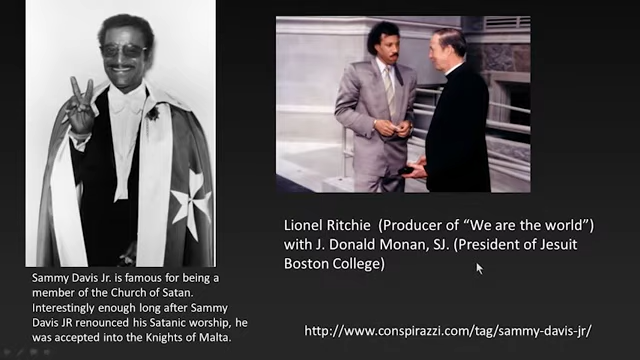 Sammy Davis Jr. is famous for being a
member of the Church of Satan.
Interestingly enough long after Sammy
Davis JR renounced his Satanic worship, he
was accepted into the Knights of Malta.
Lionel Ritchie  (Producer of “We are the world”)
with J. Donald Monan, SJ. (President of Jesuit
Boston College)
http://www.conspirazzi.com/tag/sammy-davis-jr/